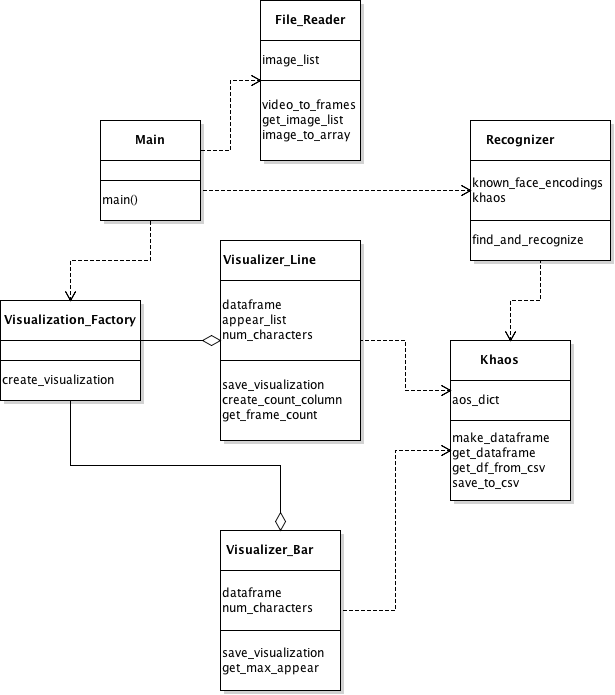 File_Reader
image_list
video_to_frames
get_image_list
image_to_array
Main
main()
Recognizer
known_face_encodings
khaos
find_and_recognize
Visualizer_Line
dataframe
appear_list
num_characters
save_visualization
create_count_column
get_frame_count
Visualization_Factory
create_visualization
Khaos
aos_dict
make_dataframe
get_dataframe
get_df_from_csv
save_to_csv
Visualizer_Bar
dataframe
num_characters
save_visualization
get_max_appear